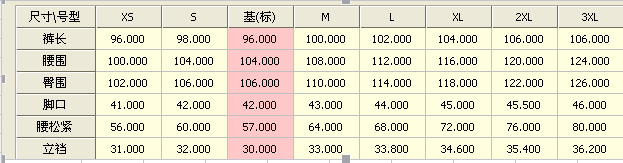 尺寸\号型 XS S 基(标) M L XL 2XL 3XL
裤长 96.000 98.000 96.000 100.000 102.000 104.000 106.000 106.000
腰围 100.000 104.000 104.000 108.000 112.000 116.000 120.000 124.000
臀围 102.000 106.000 106.000 110.000 114.000 118.000 122.000 126.000
脚口 41.000 42.000 42.000 43.000 44.000 45.000 45.500 46.000
腰松紧 56.000 60.000 57.000 64.000 68.000 72.000 76.000 80.000
立裆 31.000 32.000 30.000 33.000 33.800 34.600 35.400 36.200